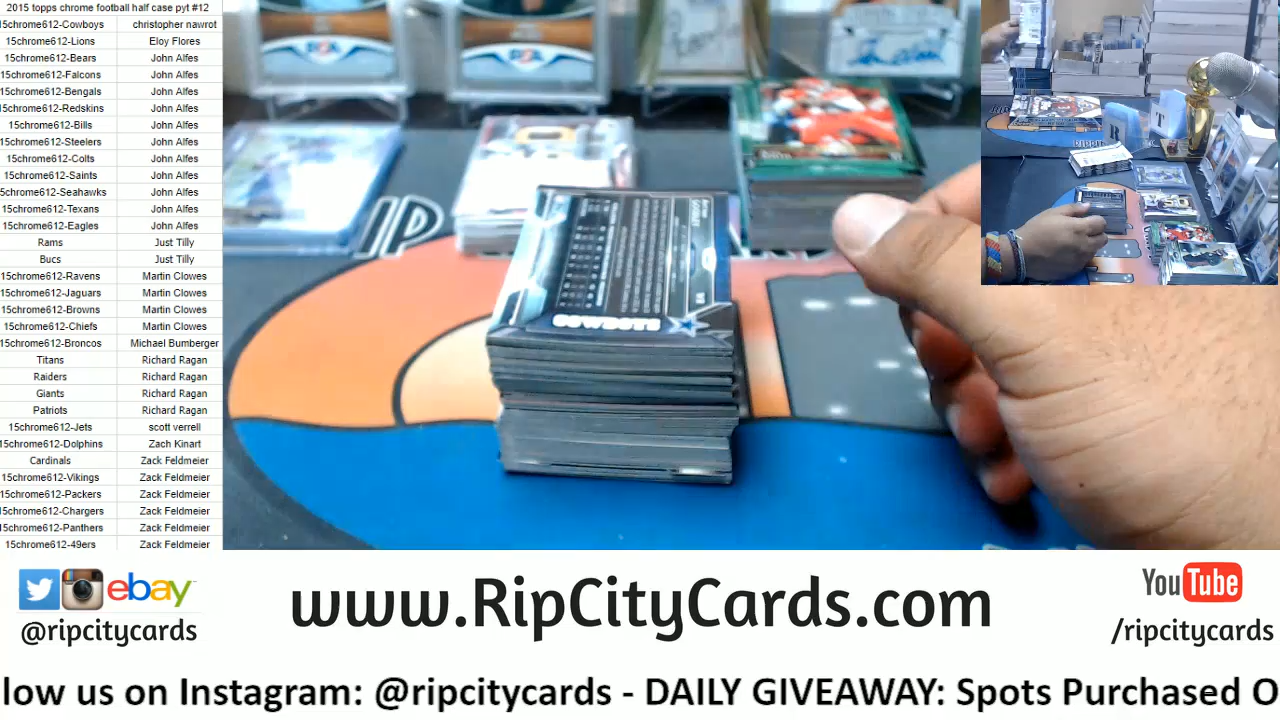 2015 topps chrome football half case pyt #12
15chrome612-Cowboys christopher nawrot
15chrome612-Lions Eloy Flores
15chrome612-Bears John Alfes
15chrome612-Falcons John Alfes
15chrome612-Bengals John Alfes
15chrome612-Redskins John Alfes
15chrome612-Bills John Alfes
15chrome612-Steelers John Alfes
15chrome612-Colts John Alfes
15chrome612-Saints John Alfes
15chrome612-Seahawks John Alfes
15chrome612-Texans John Alfes
15chrome612-Eagles John Alfes
Rams Just Tilly
Bucs Just Tilly
15chrome612-Ravens Martin Clowes
15chrome612-Jaguars Martin Clowes
15chrome612-Browns Martin Clowes
15chrome612-Chiefs Martin Clowes
15chrome612-Broncos Michael Bumberger
Titans Richard Ragan
Raiders Richard Ragan
Giants Richard Ragan
Patriots Richard Ragan
15chrome612-Jets scott verrell
15chrome612-Dolphins Zach Kinart
Cardinals Zack Feldmeier
15chrome612-Vikings Zack Feldmeier
15chrome612-Packers Zack Feldmeier
15chrome612-Chargers Zack Feldmeier
15chrome612-Panthers Zack Feldmeier
15chrome612-49ers Zack Feldmeier
PSA
PSA
IP
COWBOYS
R
T
ebay
@ripcitycards
www.RipCityCards.com
YouTube
/ripcitycards
low us on Instagram: @ripcitycards - DAILY GIVEAWAY: Spots Purchased O